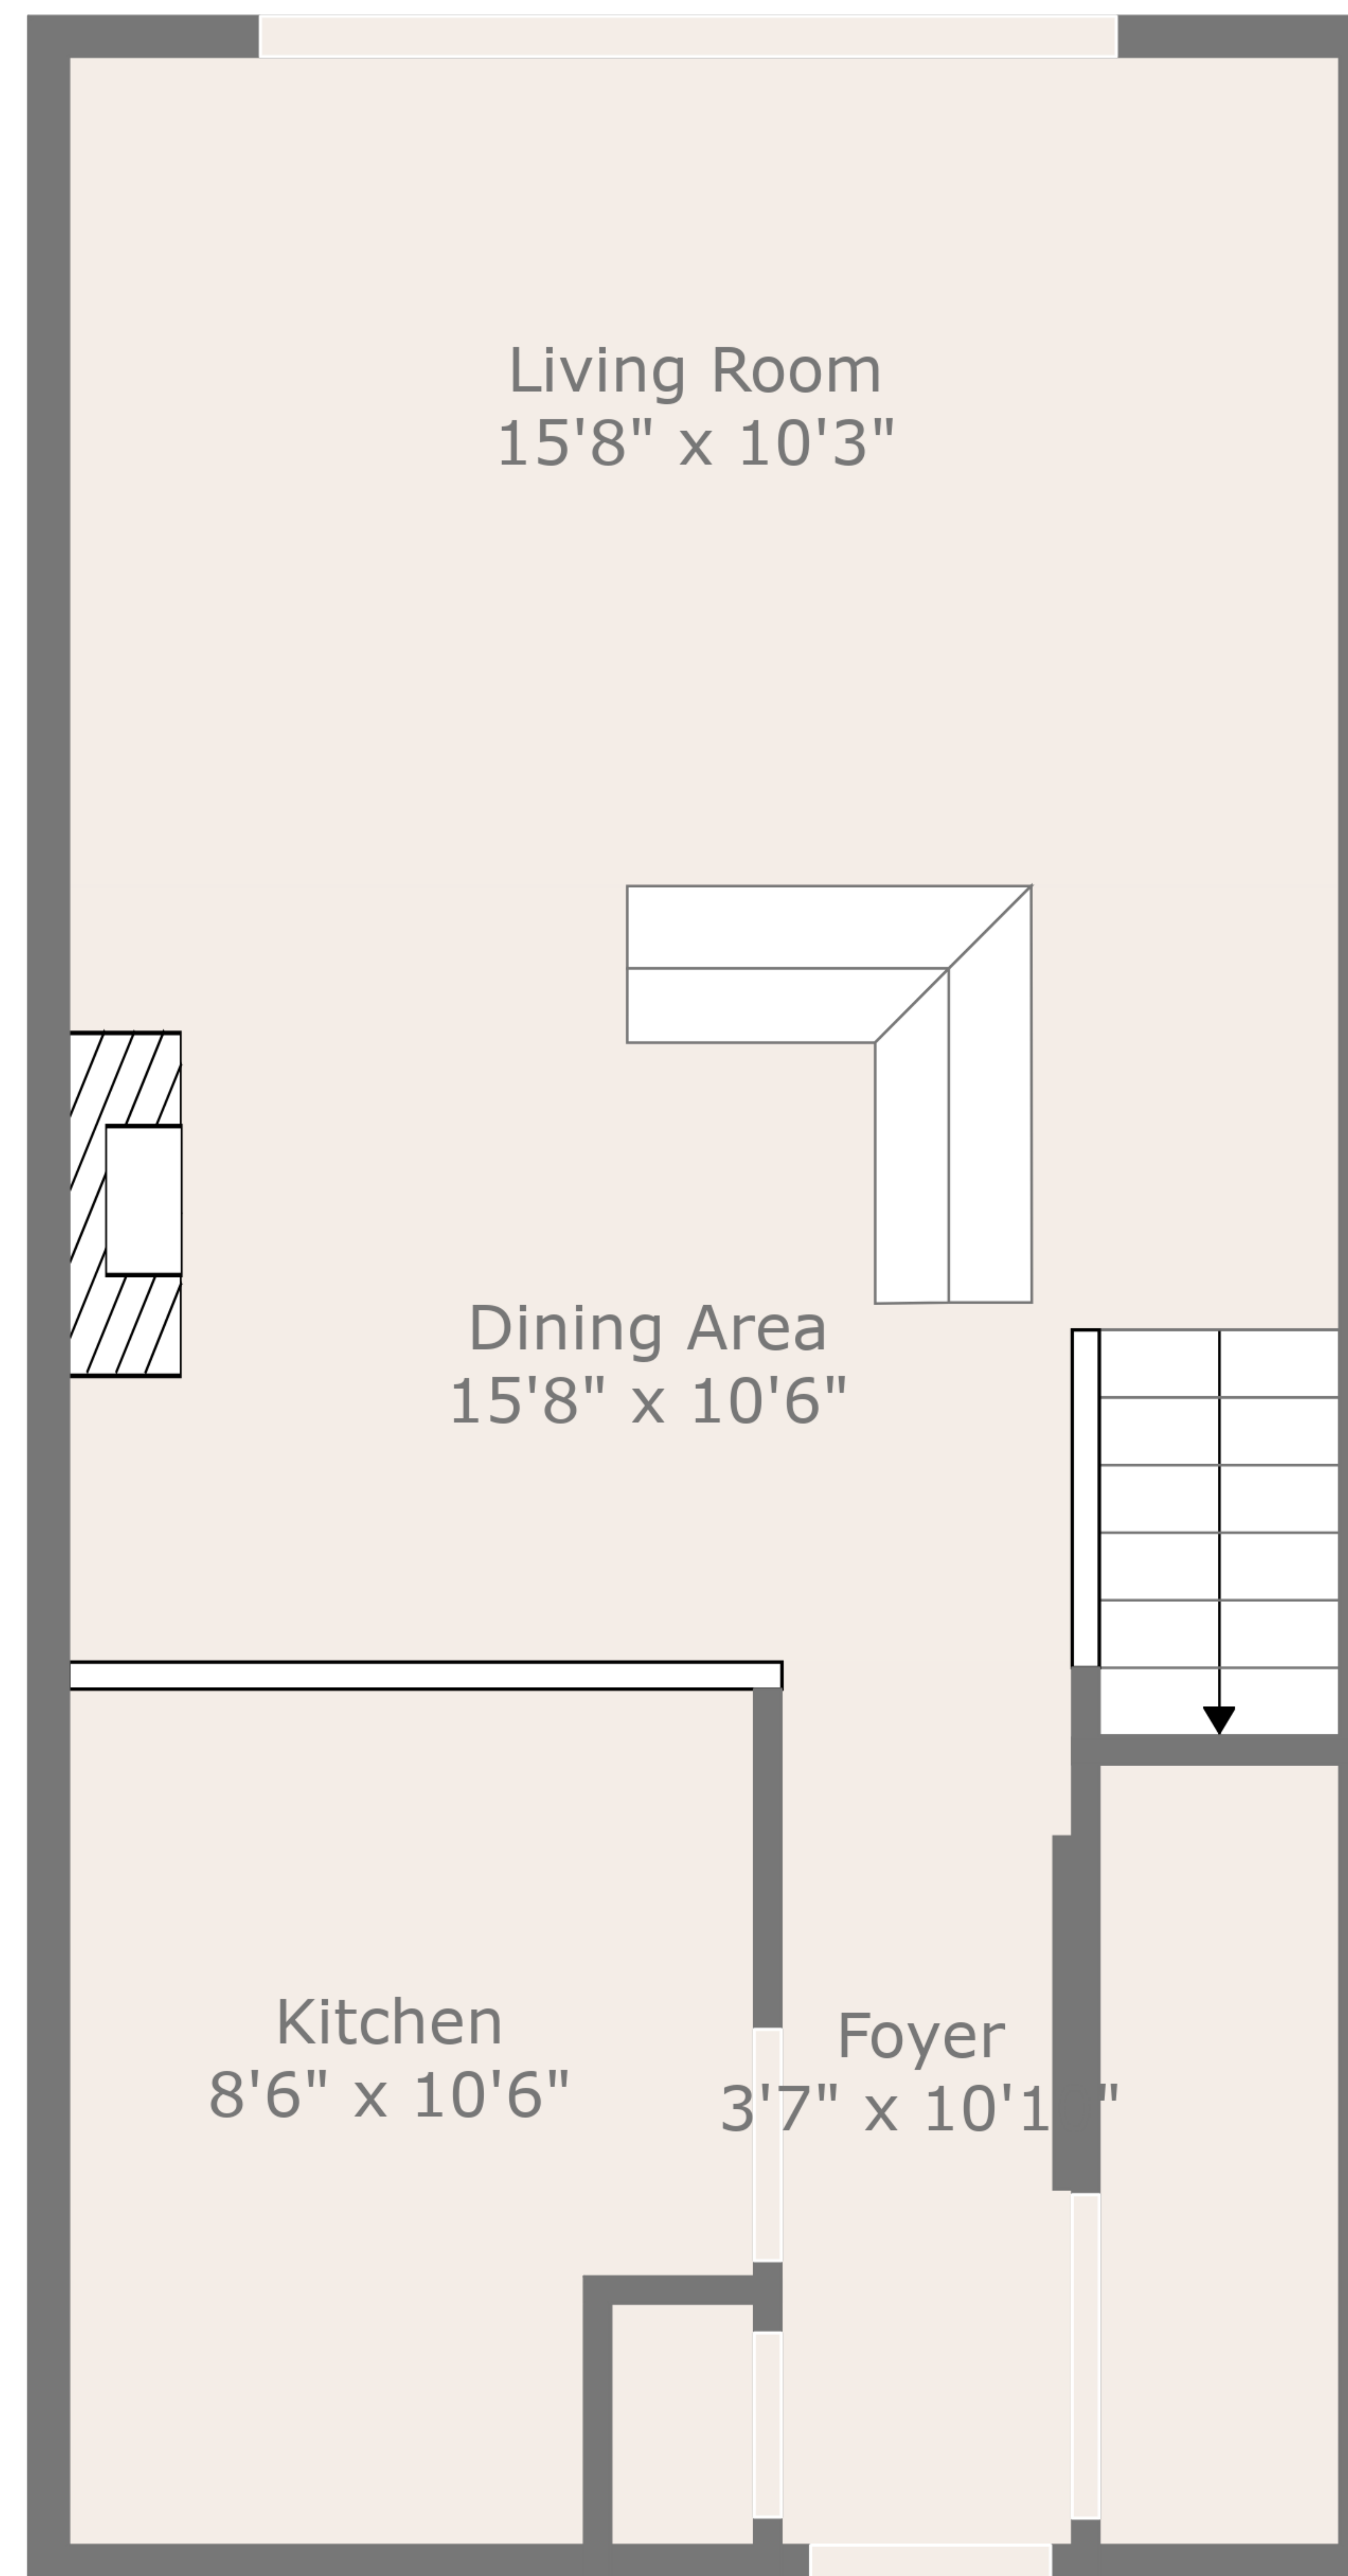 Living Room
15'8" x 10'3"
Dining Area
15'8" x 10'6"
Kitchen
8'6" x 10'6"
Foyer
3'7" x